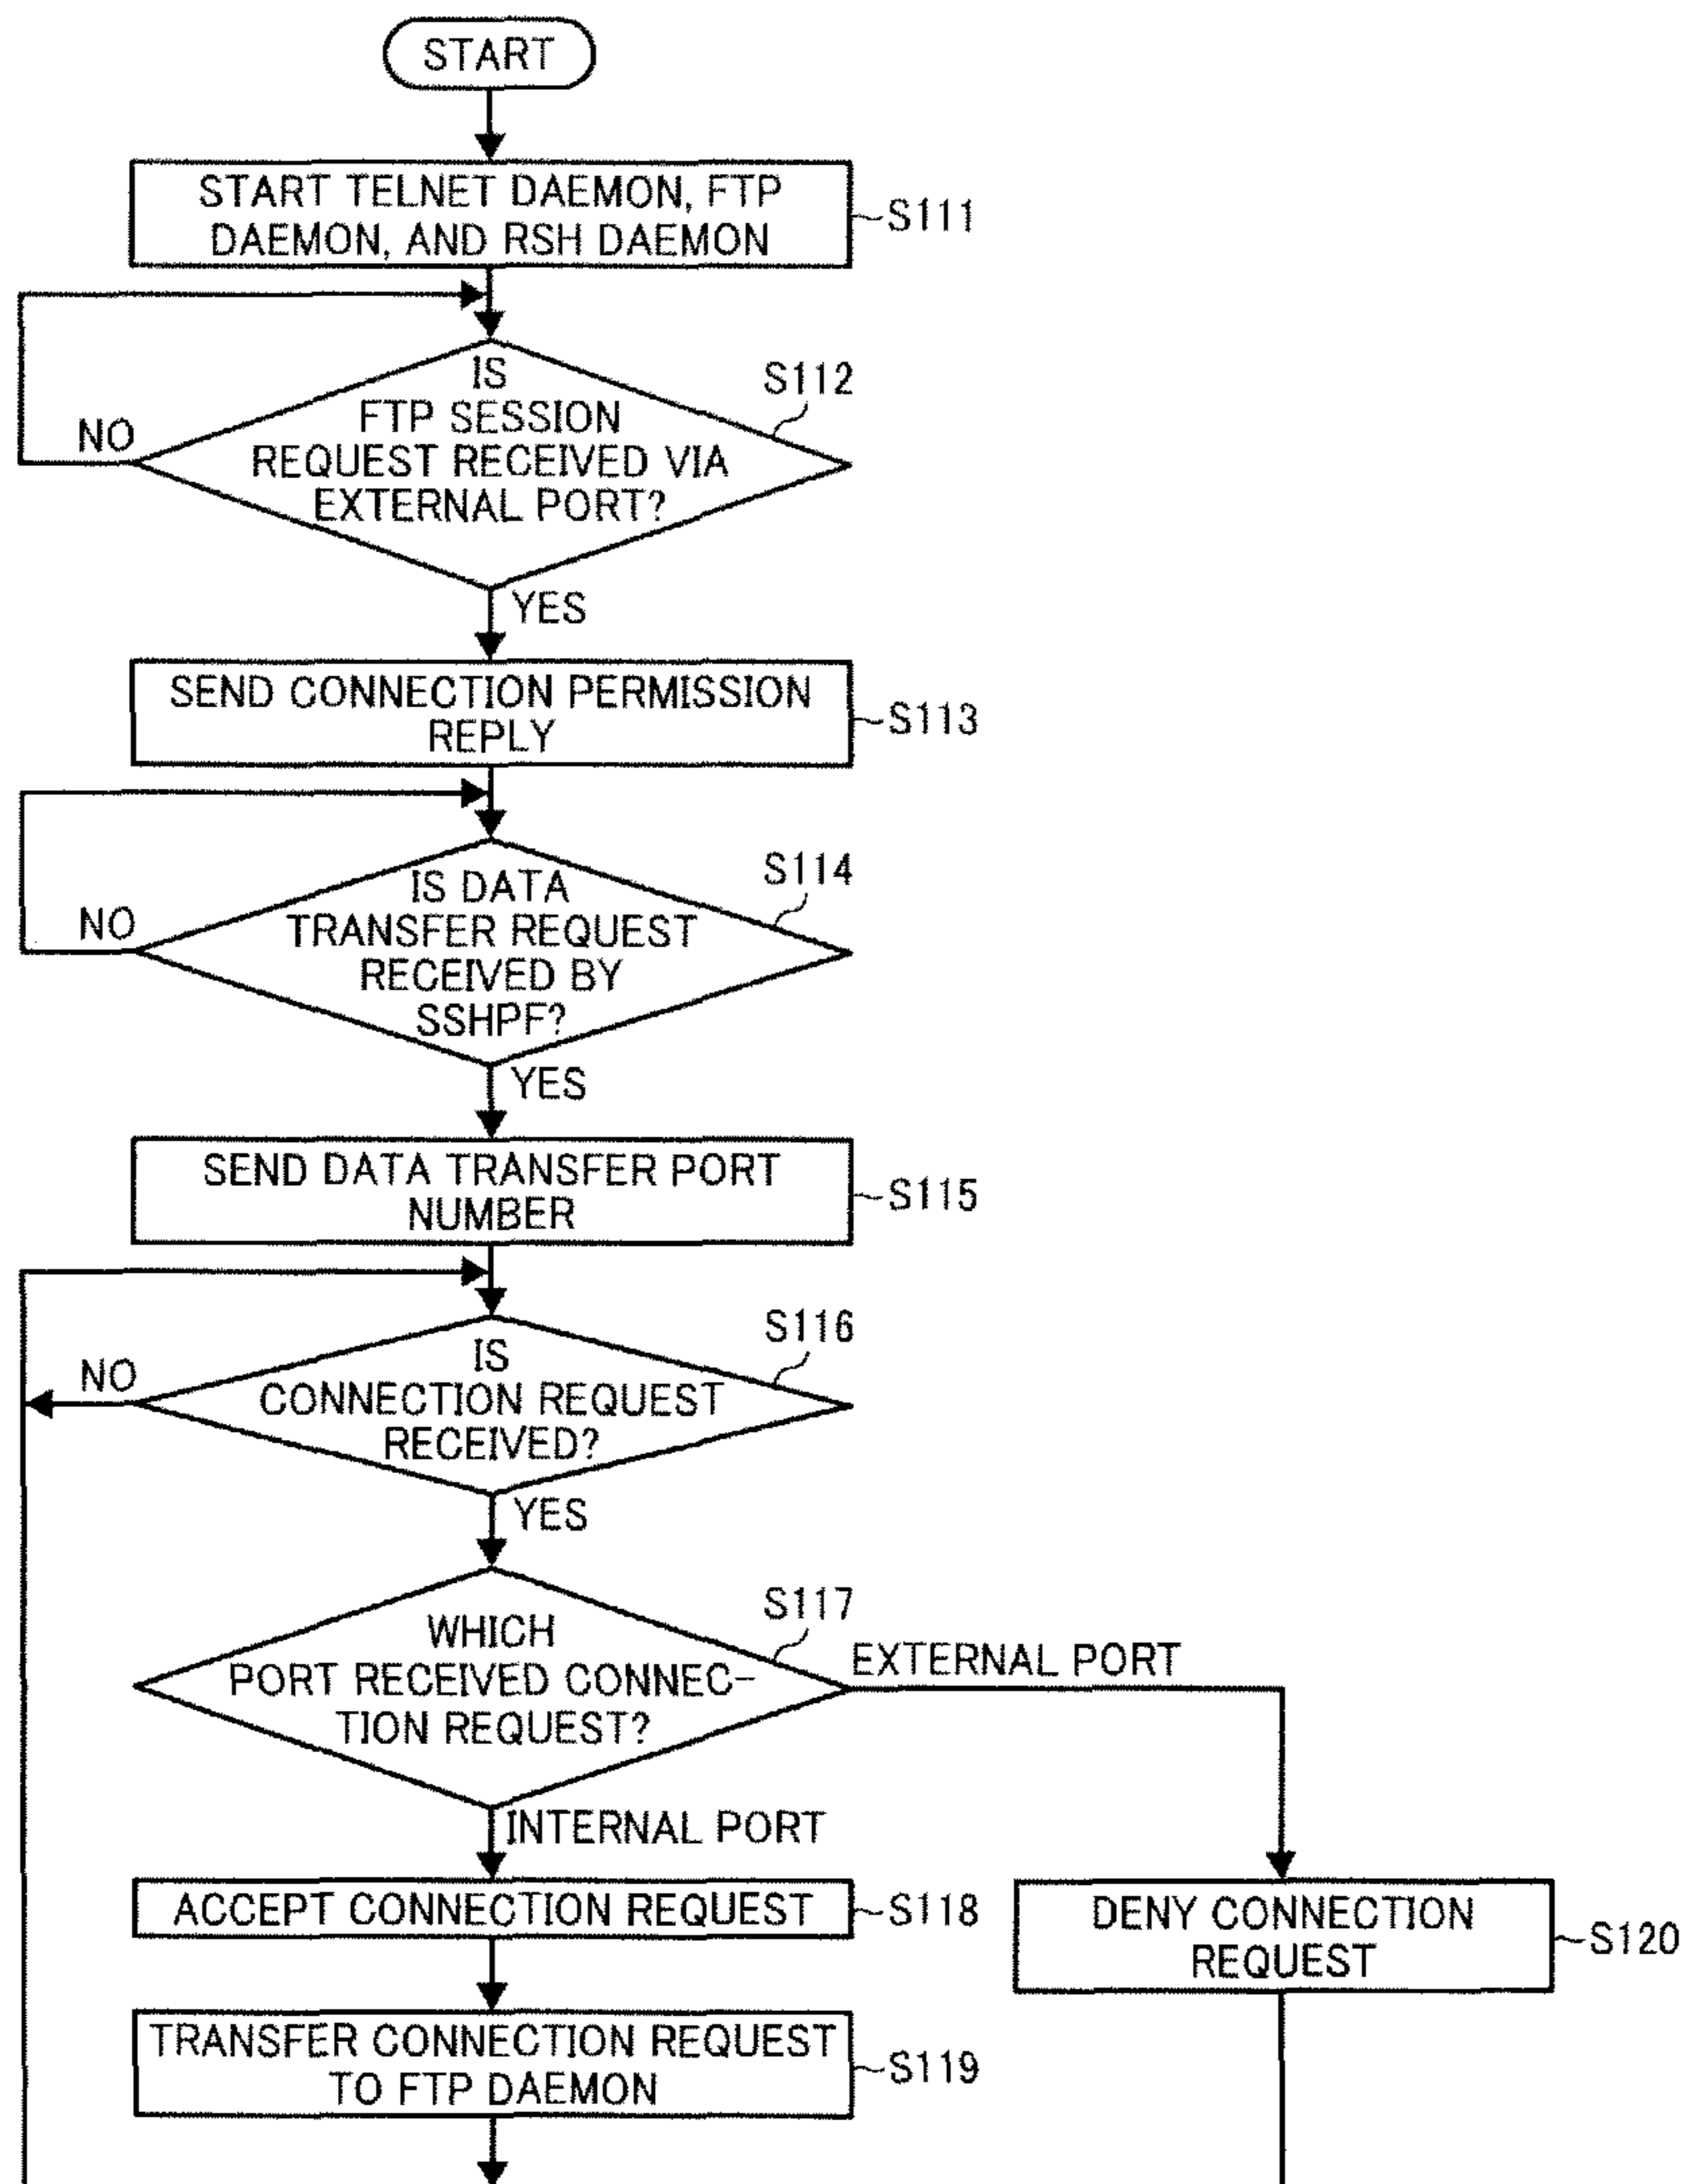 START
START TELNET DAEMON, FTP
DAEMON, AND RSH DAEMON
S111
IS
FTP SESSION
REQUEST RECEIVED VIA
EXTERNAL PORT?
S112
NO
YES
SEND CONNECTION PERMISSION
REPLY
S113
IS DATA
TRANSFER REQUEST
RECEIVED BY
SSHPF?
S114
NO
YES
SEND DATA TRANSFER PORT
NUMBER
S115
IS
CONNECTION REQUEST
RECEIVED?
S116
NO
YES
WHICH
PORT RECEIVED CONNEC-
TION REQUEST?
S117
EXTERNAL PORT
INTERNAL PORT
ACCEPT CONNECTION REQUEST
S118
DENY CONNECTION
REQUEST
S120
TRANSFER CONNECTION REQUEST
TO FTP DAEMON
S119